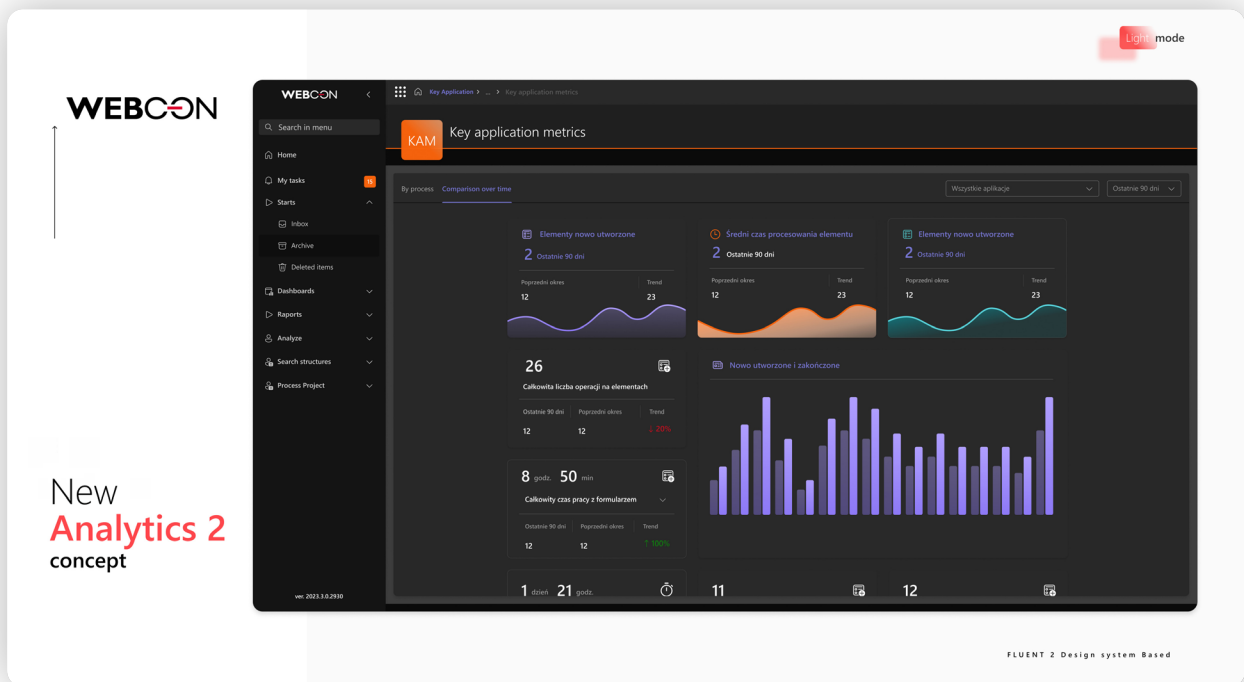 Light mode
WEBCON
New
Analytics 2
concept
WEBCON
Search in menu
Home
My tasks
15
Starts
Inbox
Archive
Deleted items
Dashboards
Raports
Analyze
Search structures
Process Project
ver. 2023.3.0.2930
Key Application > ... > Key application metrics
KAM
Key application metrics
By process Comparison over time
Wszystkie aplikacje
Ostatnie 90 dni
Elementy nowo utworzone
2 Ostatnie 90 dni
Poprzedni okres Trend
12 23
Średni czas procesowania elementu
2 Ostatnie 90 dni
Poprzedni okres Trend
12 23
Elementy nowo utworzone
2 Ostatnie 90 dni
Poprzedni okres Trend
12 23
26
Całkowita liczba operacji na elementach
Ostatnie 90 dni Poprzedni okres Trend
12 12 ↓ 20%
Nowo utworzone i zakończone
8 godz. 50 min
Całkowity czas pracy z formularzem
Ostatnie 90 dni Poprzedni okres Trend
12 12 ↑ 100%
1 dzień 21 godz.
11
12
FLUENT 2 Design system Based